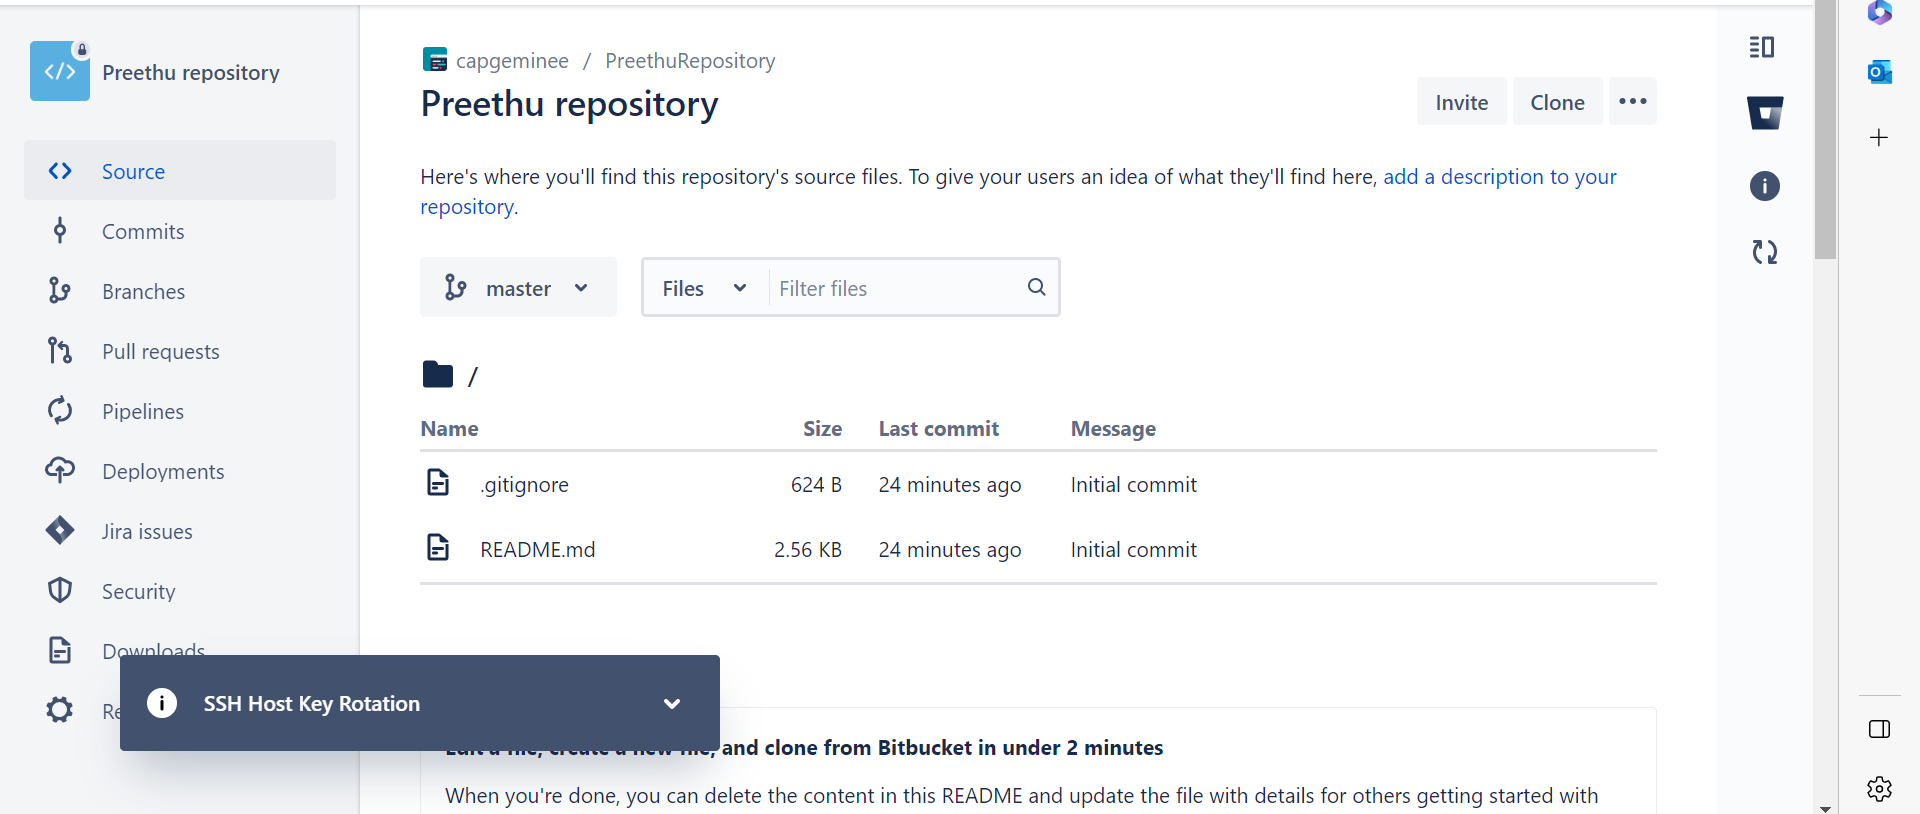 Preethu repository
Source
Commits
Branches
Pull requests
Pipelines
Deployments
Jira issues
Security
Downloads
SSH Host Key Rotation
capgeminee / PreethuRepository
Preethu repository
Invite
Clone
Here's where you'll find this repository's source files. To give your users an idea of what they'll find here, add a description to your
repository.
master
Files
Filter files
/
Name Size Last commit Message
.gitignore 624 B 24 minutes ago Initial commit
README.md 2.56 KB 24 minutes ago Initial commit
Edit a file, create a new file, and clone from Bitbucket in under 2 minutes
When you're done, you can delete the content in this README and update the file with details for others getting started with